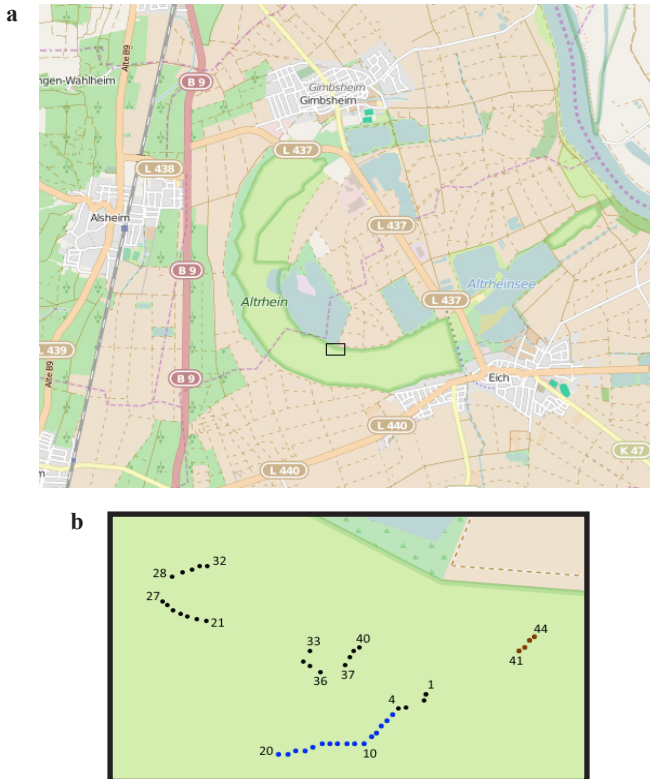 a
Alte B9
ngen-Wahlheim
B 9
Gimbsheim
Gimbsheim
L 437
L 438
Alsheim
L 437
B 9
Altrhein
Altrheinsee
L 437
L 439
Alte B9
B 9
Eich
L 440
L 440
K 47
m
b
28
32
27
21
33
40
36
37
44
41
1
4
20
10